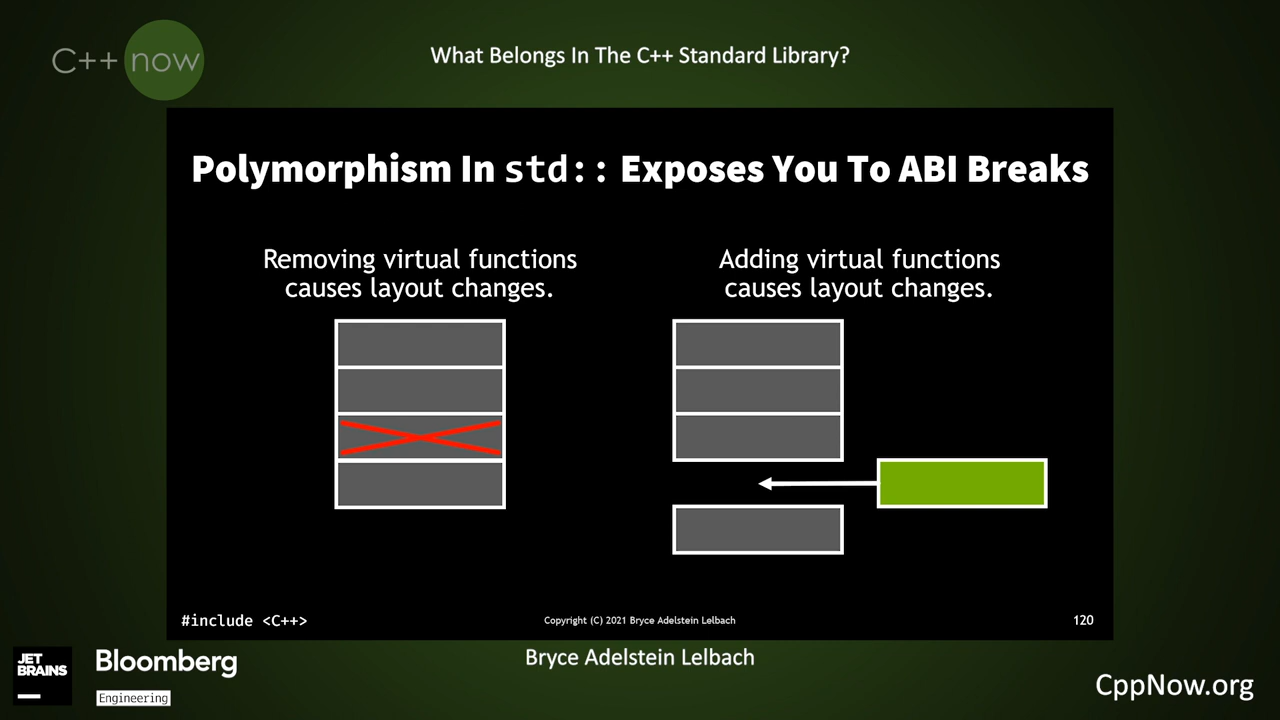 C++ now
What Belongs In The C++ Standard Library?
Polymorphism In std:: Exposes You To ABI Breaks
Removing virtual functions
causes layout changes.
Adding virtual functions
causes layout changes.
#include <C++>
Copyright (C) 2021 Bryce Adelstein Lelbach
120
JET
BRAINS
Bloomberg
Engineering
Bryce Adelstein Lelbach
CppNow.org